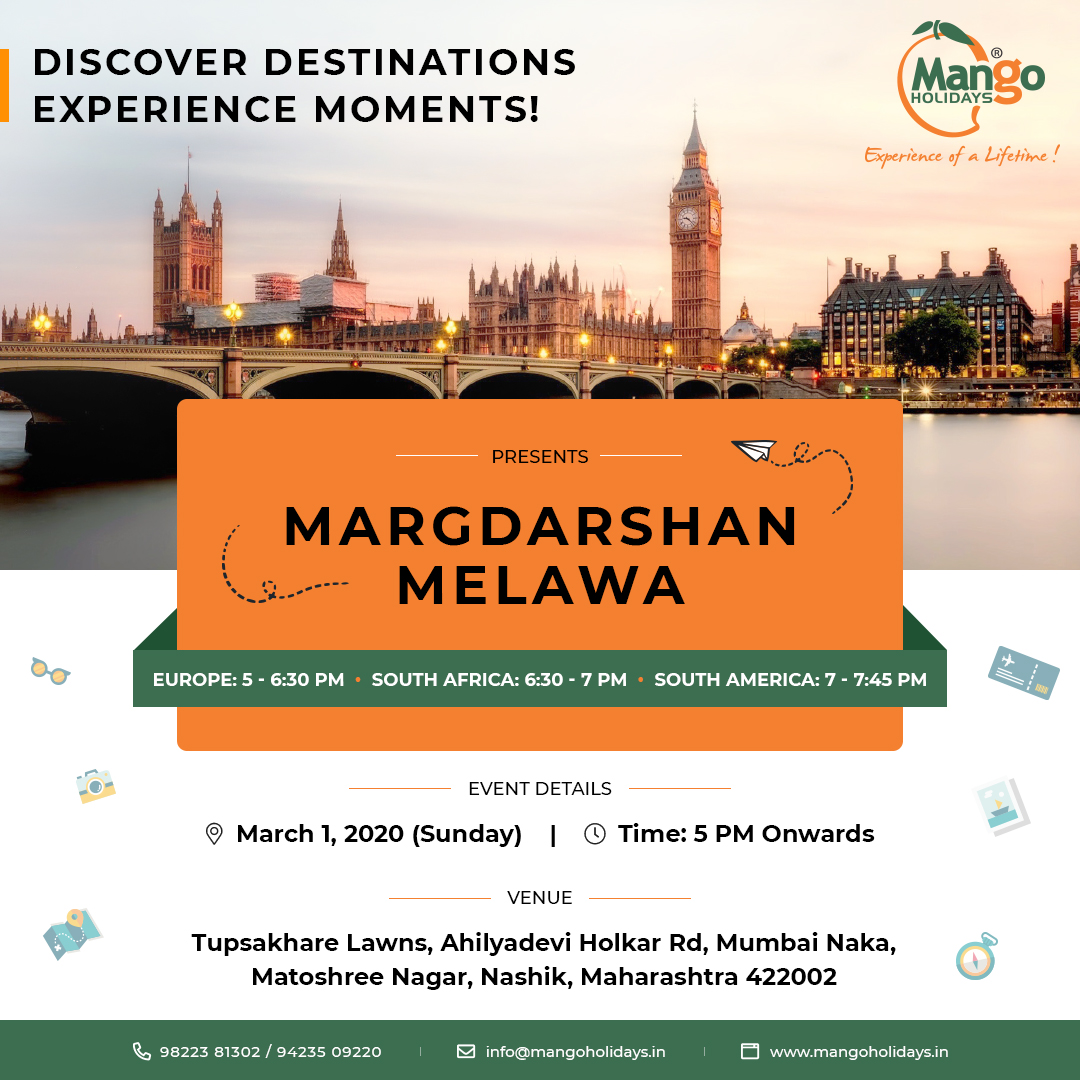 DISCOVER DESTINATIONS
EXPERIENCE MOMENTS!
Mango®
HOLIDAYS
Experience of a Lifetime!
PRESENTS
MARGDARSHAN
MELAWA
EUROPE: 5 - 6:30 PM • SOUTH AFRICA: 6:30 - 7 PM • SOUTH AMERICA: 7 - 7:45 PM
EVENT DETAILS
March 1, 2020 (Sunday) | Time: 5 PM Onwards
VENUE
Tupsakhare Lawns, Ahilyadevi Holkar Rd, Mumbai Naka,
Matoshree Nagar, Nashik, Maharashtra 422002
98222 81302 / 94235 09220 | info@mangoholidays.in | www.mangoholidays.in